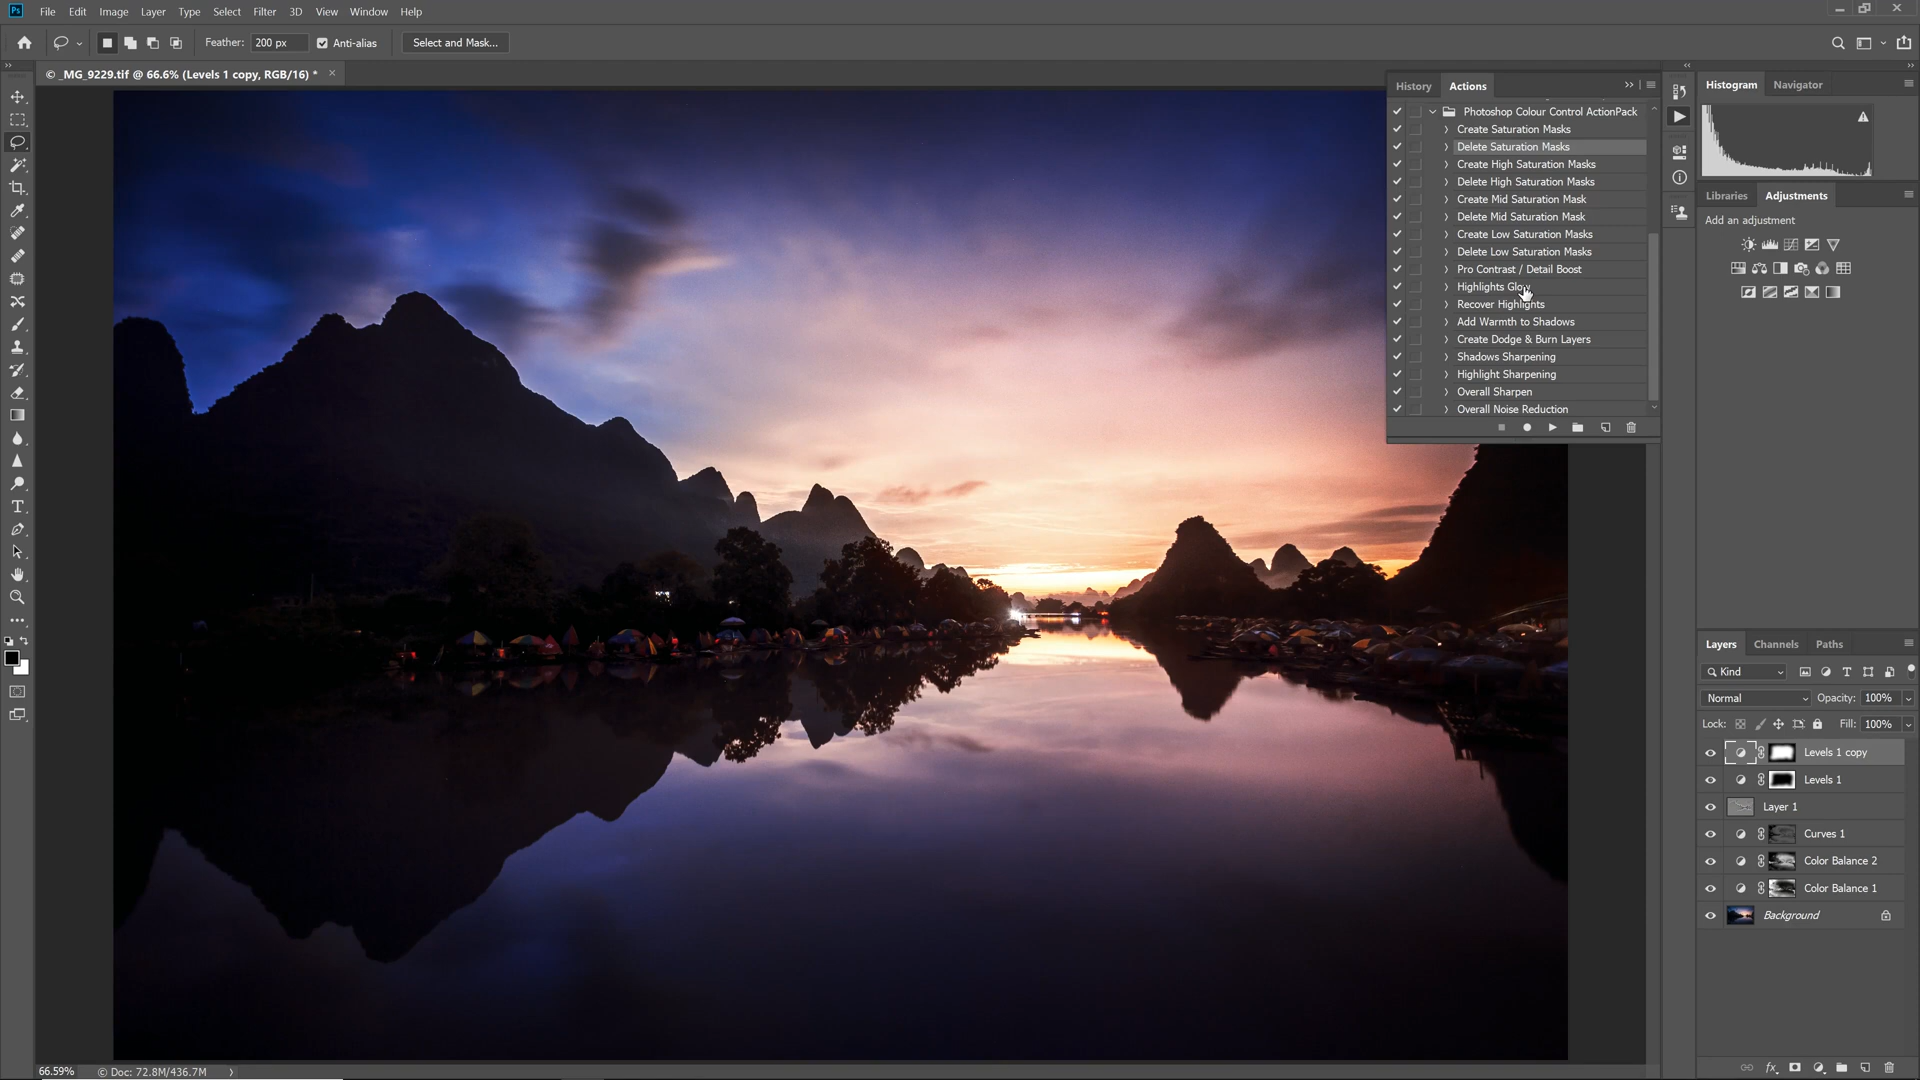 Ps File Edit Image Layer Type Select Filter 3D View Window Help
Feather: 200 px Anti-alias Select and Mask...
© _MG_9229.tif @ 66.6% (Levels 1 copy, RGB/16) * ×
History Actions
Photoshop Colour Control ActionPack
Create Saturation Masks
Delete Saturation Masks
Create High Saturation Masks
Delete High Saturation Masks
Create Mid Saturation Mask
Delete Mid Saturation Mask
Create Low Saturation Masks
Delete Low Saturation Masks
Pro Contrast / Detail Boost
Highlights Glow
Recover Highlights
Add Warmth to Shadows
Create Dodge & Burn Layers
Shadows Sharpening
Highlight Sharpening
Overall Sharpen
Overall Noise Reduction
Histogram Navigator
Libraries Adjustments
Add an adjustment
Layers Channels Paths
Kind
Normal Opacity: 100%
Lock: Fill: 100%
Levels 1 copy
Levels 1
Layer 1
Curves 1
Color Balance 2
Color Balance 1
Background
66.59% © Doc: 72.8M/436.7M